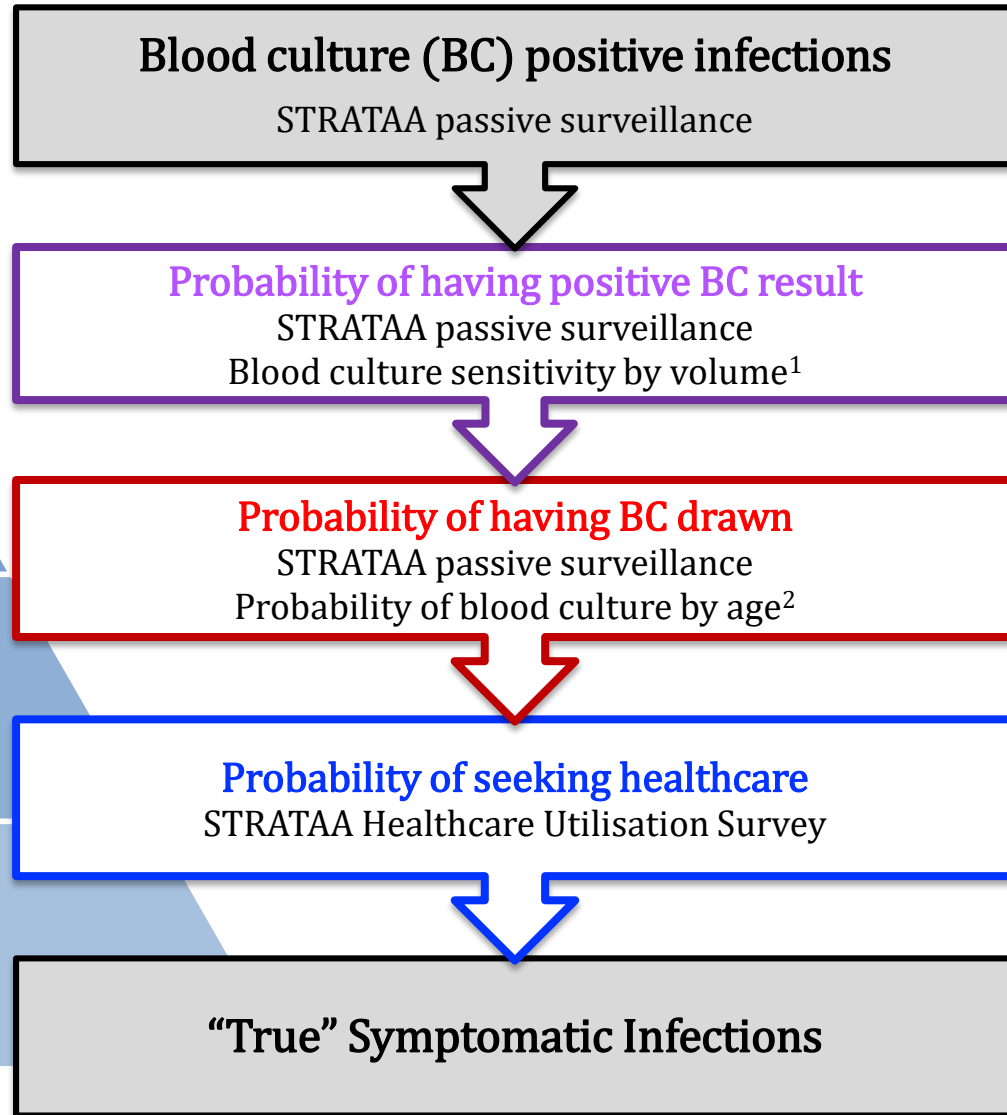 Blood culture (BC) positive infections
STRATAA passive surveillance
Probability of having positive BC result
STRATAA passive surveillance
Blood culture sensitivity by volume¹
Probability of having BC drawn
STRATAA passive surveillance
Probability of blood culture by age²
Probability of seeking healthcare
STRATAA Healthcare Utilisation Survey
“True” Symptomatic Infections